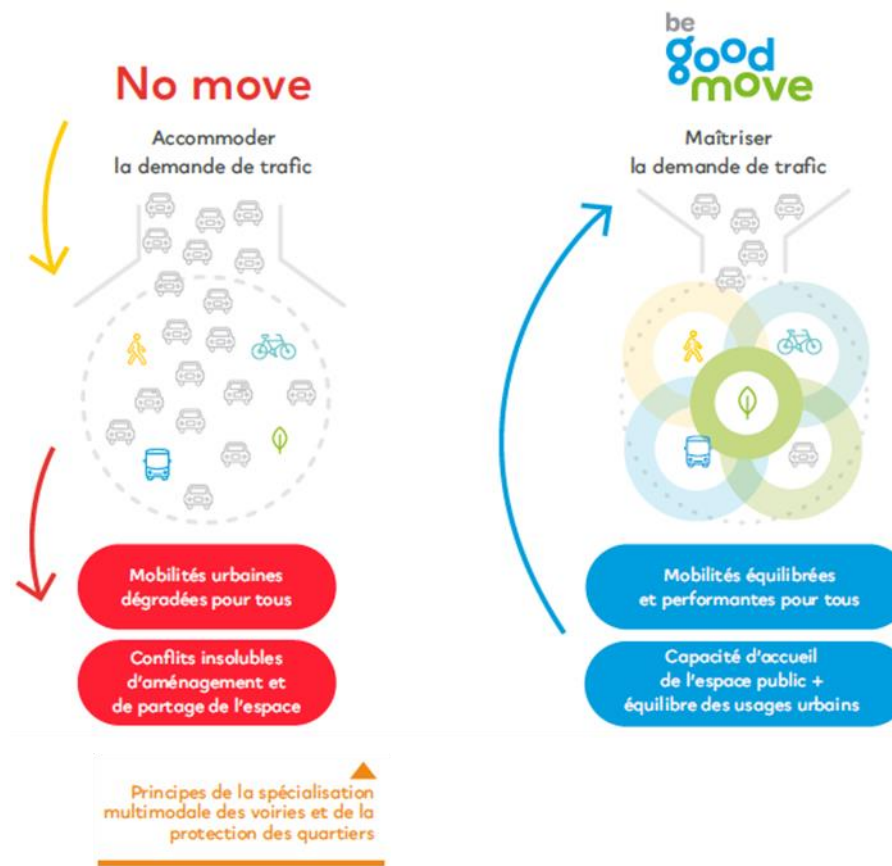 No move
Accommoder
la demande de trafic
Mobilités urbaines
dégradées pour tous
Conflits insolubles
d'aménagement et
de partage de l'espace
be
good
move
Maîtriser
la demande de trafic
Mobilités équilibrées
et performantes pour tous
Capacité d'accueil
de l'espace public +
équilibre des usages urbains
Principes de la spécialisation
multimodale des voiries et de la
protection des quartiers